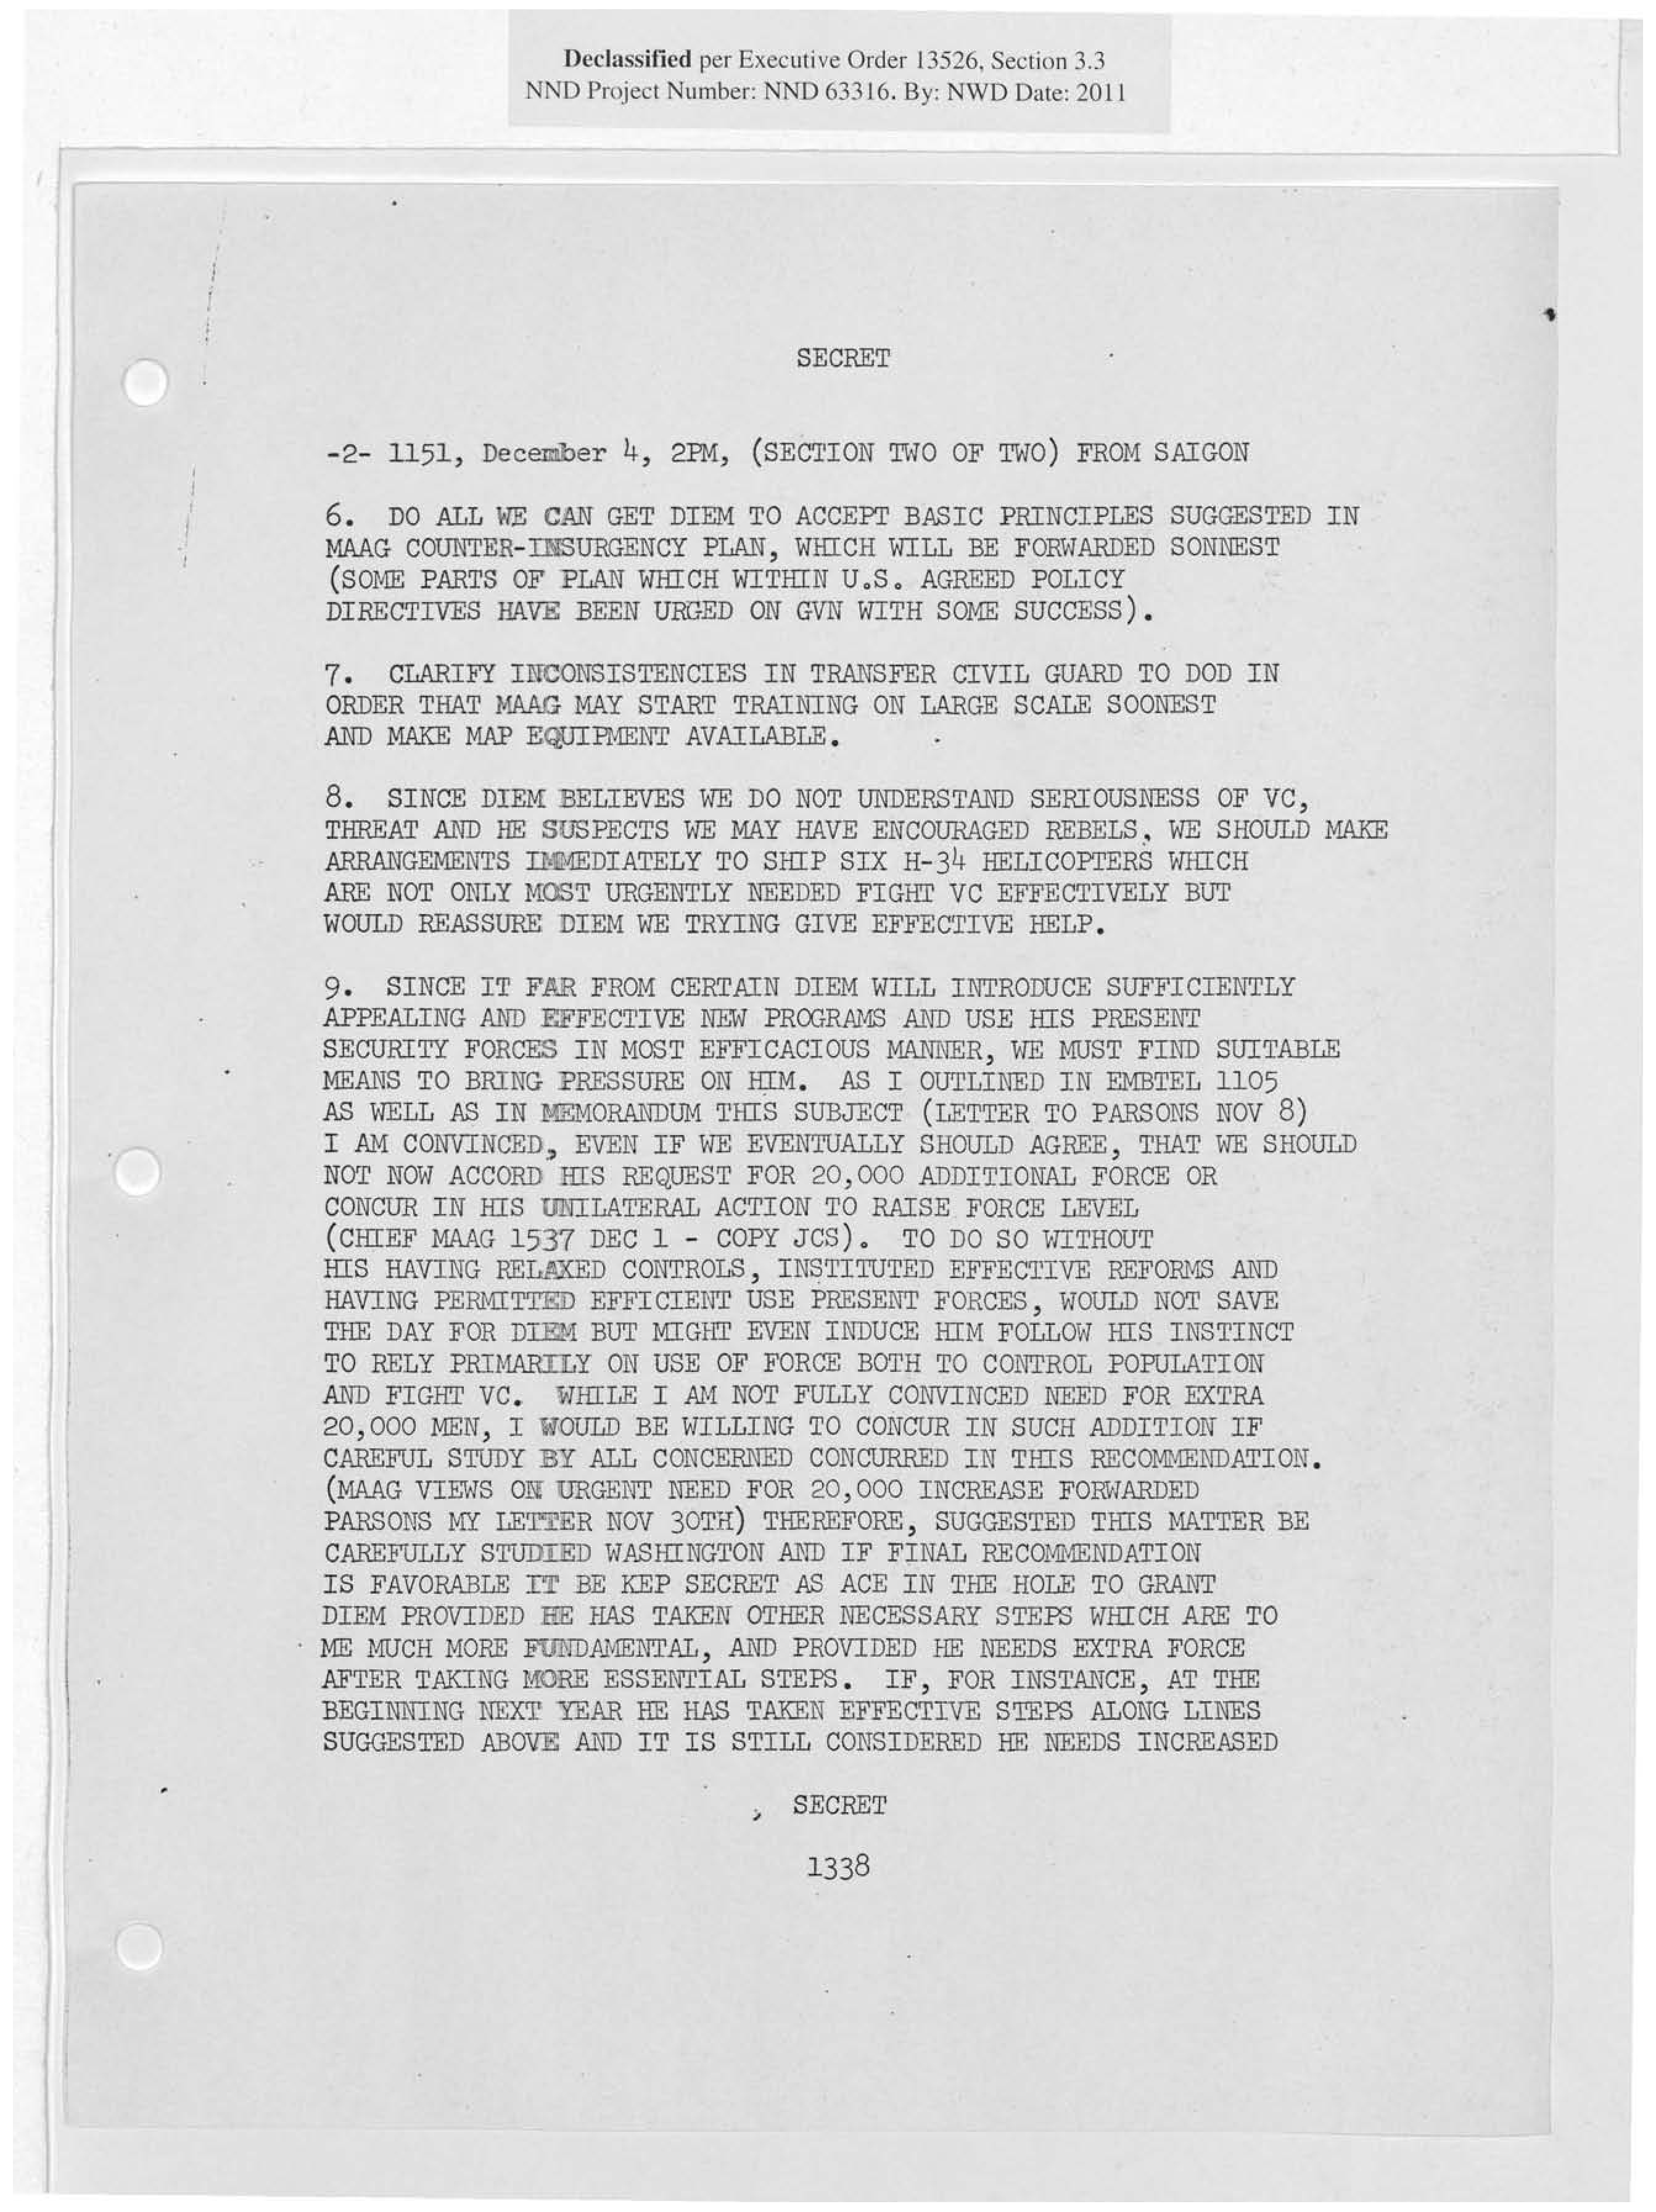 Declassified per Executive Order 13526, Section 3.3
NND Project Number: NND 63316. By: NWD Date: 2011
SECRET
-2- 1151, December 4, 2PM, (SECTION TWO OF TWO) FROM SAIGON
6. DO ALL WE CAN GET DIEM TO ACCEPT BASIC PRINCIPLES SUGGESTED IN
MAAG COUNTER-INSURGENCY PLAN, WHICH WILL BE FORWARDED SONNEST
(SOME PARTS OF PLAN WHICH WITHIN U.S. AGREED POLICY
DIRECTIVES HAVE BEEN URGED ON GVN WITH SOME SUCCESS).
7. CLARIFY INCONSISTENCIES IN TRANSFER CIVIL GUARD TO DOD IN
ORDER THAT MAAG MAY START TRAINING ON LARGE SCALE SOONEST
AND MAKE MAP EQUIPMENT AVAILABLE.
8. SINCE DIEM BELIEVES WE DO NOT UNDERSTAND SERIOUSNESS OF VC,
THREAT AND HE SUSPECTS WE MAY HAVE ENCOURAGED REBELS, WE SHOULD MAKE
ARRANGEMENTS IMMEDIATELY TO SHIP SIX H-34 HELICOPTERS WHICH
ARE NOT ONLY MOST URGENTLY NEEDED FIGHT VC EFFECTIVELY BUT
WOULD REASSURE DIEM WE TRYING GIVE EFFECTIVE HELP.
9. SINCE IT FAR FROM CERTAIN DIEM WILL INTRODUCE SUFFICIENTLY
APPEALING AND EFFECTIVE NEW PROGRAMS AND USE HIS PRESENT
SECURITY FORCES IN MOST EFFICACIOUS MANNER, WE MUST FIND SUITABLE
MEANS TO BRING PRESSURE ON HIM. AS I OUTLINED IN EMBTEL 1105
AS WELL AS IN MEMORANDUM THIS SUBJECT (LETTER TO PARSONS NOV 8)
I AM CONVINCED, EVEN IF WE EVENTUALLY SHOULD AGREE, THAT WE SHOULD
NOT NOW ACCORD HIS REQUEST FOR 20,000 ADDITIONAL FORCE OR
CONCUR IN HIS UNILATERAL ACTION TO RAISE FORCE LEVEL
(CHIEF MAAG 1537 DEC 1 - COPY JCS). TO DO SO WITHOUT
HIS HAVING RELAXED CONTROLS, INSTITUTED EFFECTIVE REFORMS AND
HAVING PERMITTED EFFICIENT USE PRESENT FORCES, WOULD NOT SAVE
THE DAY FOR DIEM BUT MIGHT EVEN INDUCE HIM FOLLOW HIS INSTINCT
TO RELY PRIMARILY ON USE OF FORCE BOTH TO CONTROL POPULATION
AND FIGHT VC. WHILE I AM NOT FULLY CONVINCED NEED FOR EXTRA
20,000 MEN, I WOULD BE WILLING TO CONCUR IN SUCH ADDITION IF
CAREFUL STUDY BY ALL CONCERNED CONCURRED IN THIS RECOMMENDATION.
(MAAG VIEWS ON URGENT NEED FOR 20,000 INCREASE FORWARDED
PARSONS MY LETTER NOV 30TH) THEREFORE, SUGGESTED THIS MATTER BE
CAREFULLY STUDIED WASHINGTON AND IF FINAL RECOMMENDATION
IS FAVORABLE IT BE KEP SECRET AS ACE IN THE HOLE TO GRANT
DIEM PROVIDED HE HAS TAKEN OTHER NECESSARY STEPS WHICH ARE TO
ME MUCH MORE FUNDAMENTAL, AND PROVIDED HE NEEDS EXTRA FORCE
AFTER TAKING MORE ESSENTIAL STEPS. IF, FOR INSTANCE, AT THE
BEGINNING NEXT YEAR HE HAS TAKEN EFFECTIVE STEPS ALONG LINES
SUGGESTED ABOVE AND IT IS STILL CONSIDERED HE NEEDS INCREASED
SECRET
1338